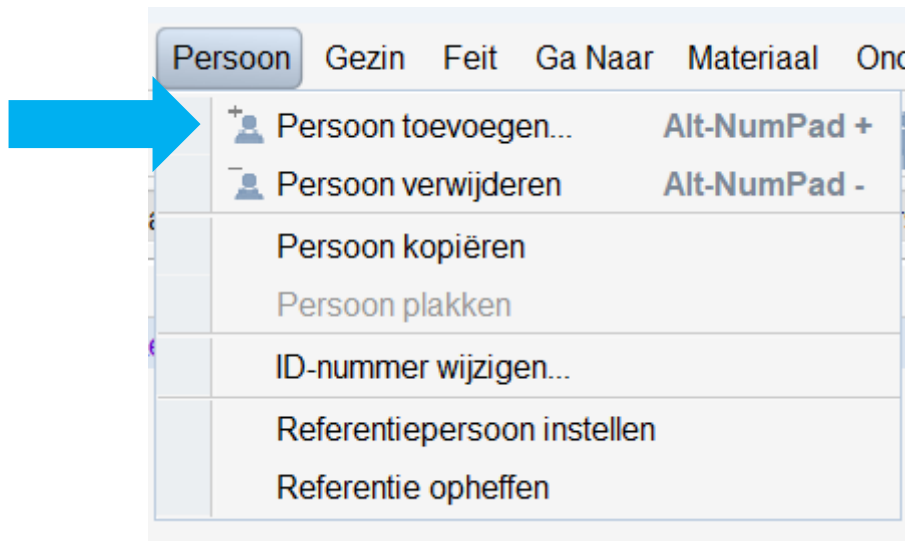 Persoon Gezin Feit Ga Naar Materiaal
Persoon toevoegen... Alt-NumPad +
Persoon verwijderen Alt-NumPad -
Persoon kopiëren
Persoon plakken
ID-nummer wijzigen...
Referentiepersoon instellen
Referentie opheffen